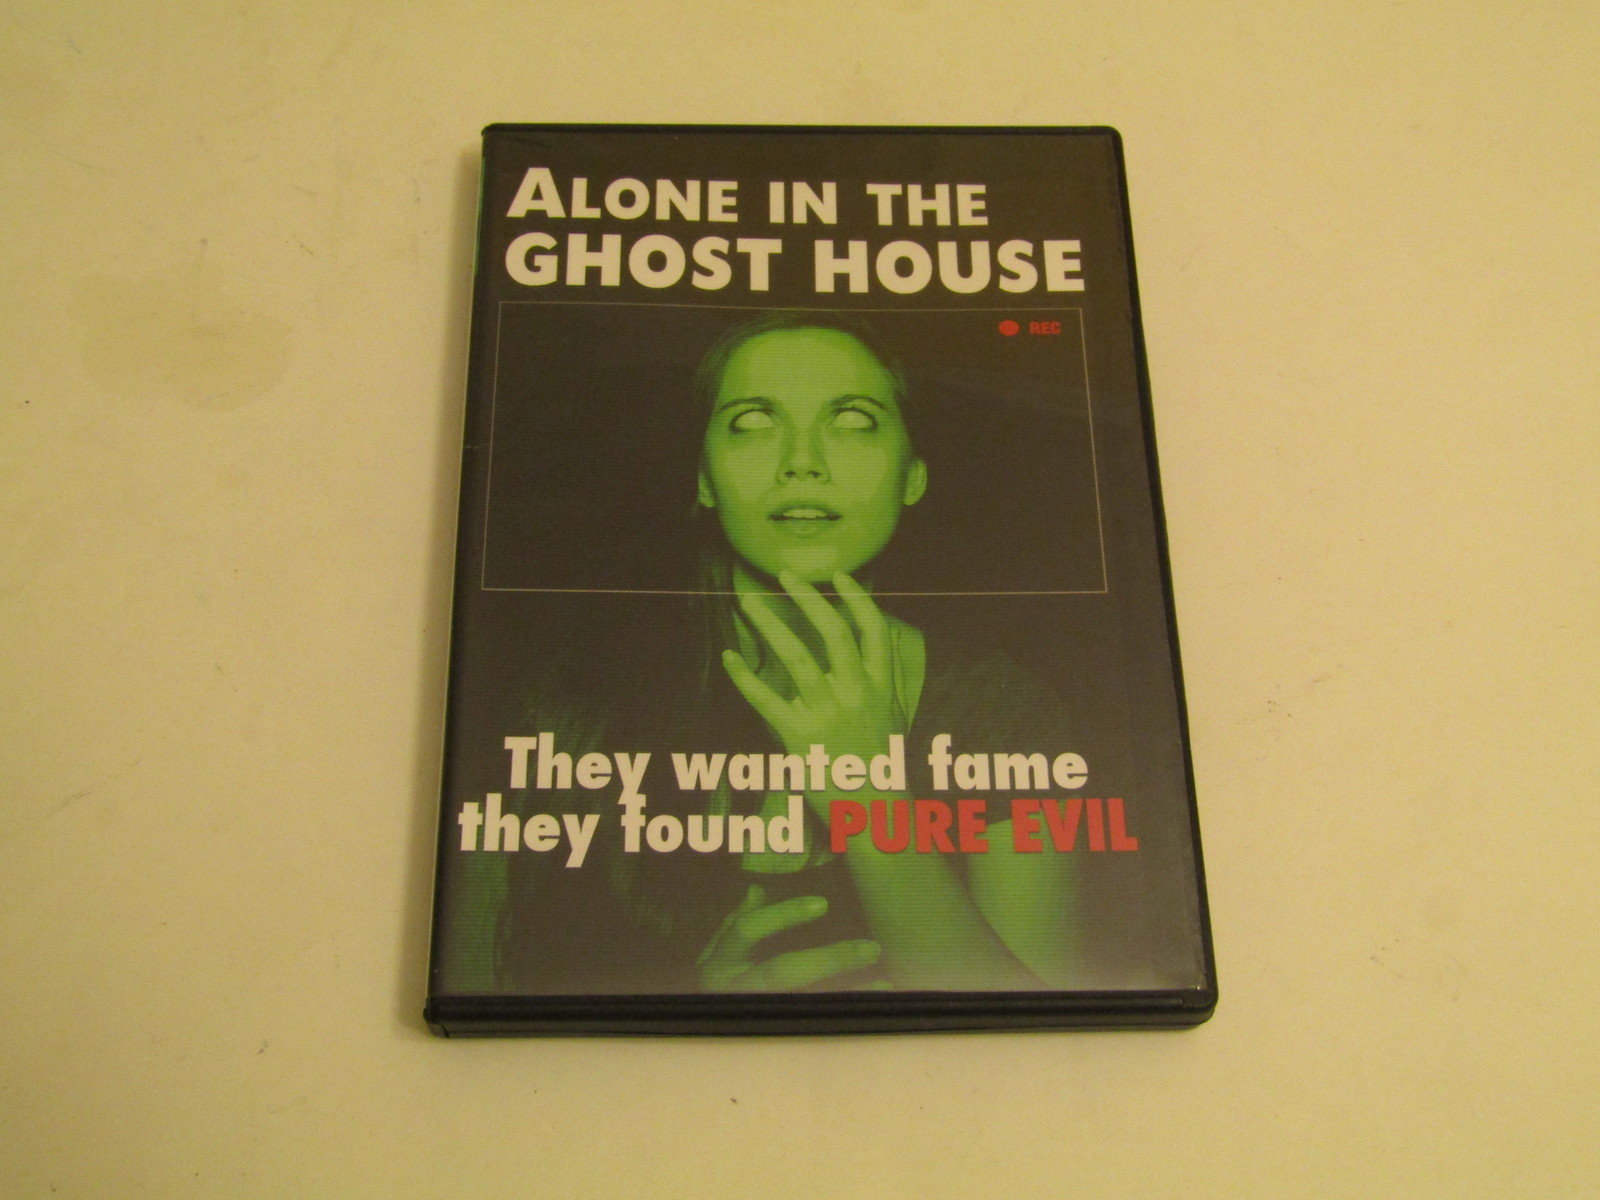 ALONE IN THE
GHOST HOUSE
REC
They wanted fame
they found PURE EVIL